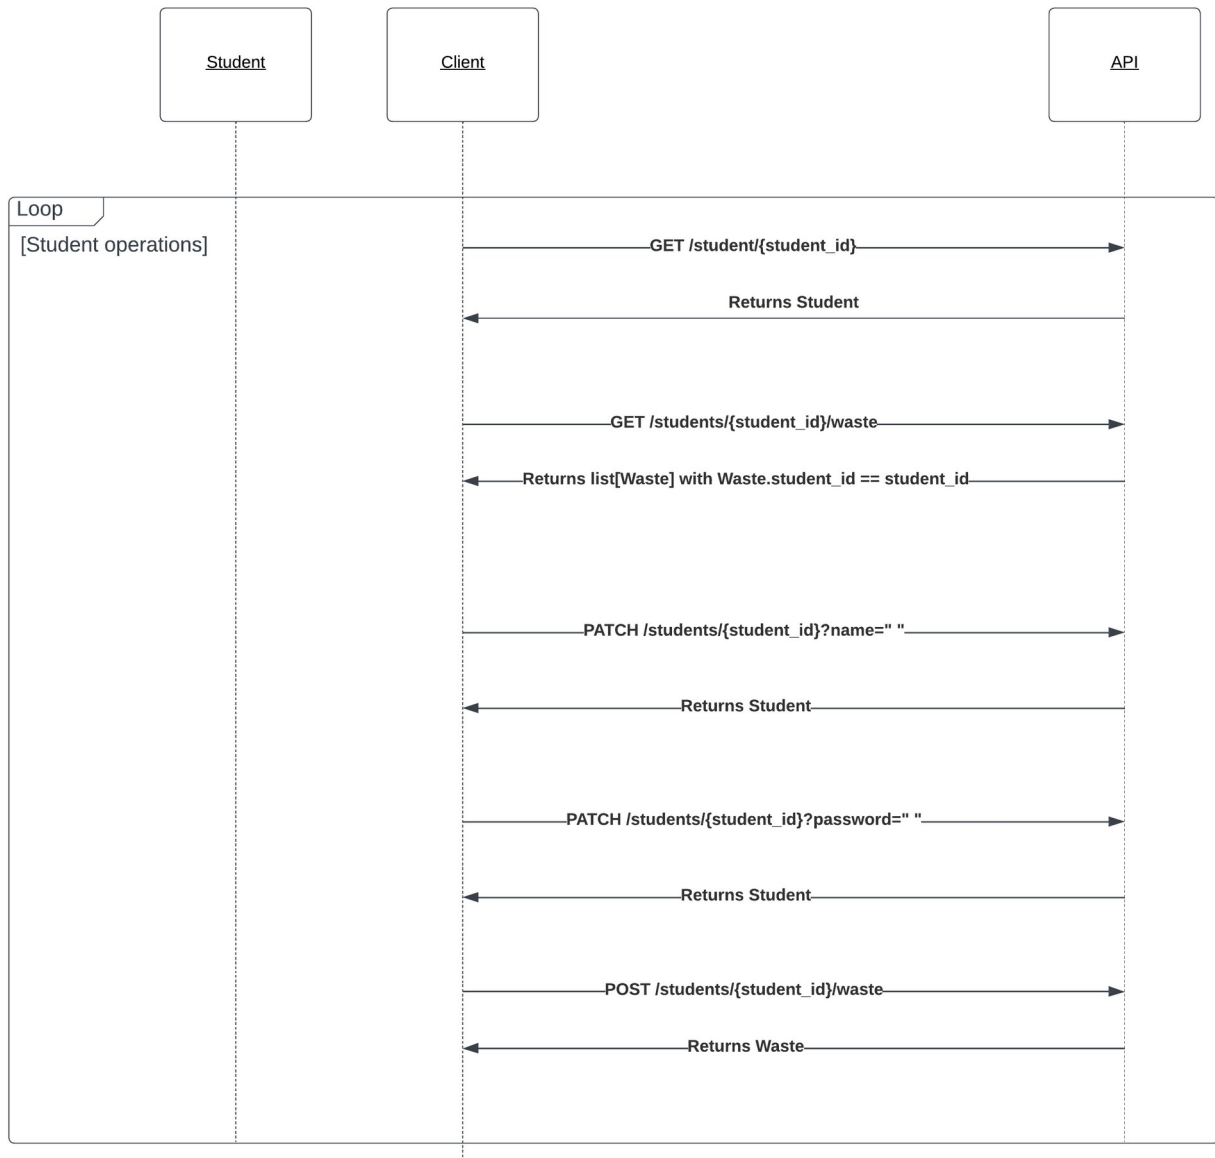 Student
Client
API
Loop
[Student operations]
GET /student/{student_id}
Returns Student
GET /students/{student_id}/waste
Returns list[Waste] with Waste.student_id == student_id
PATCH /students/{student_id}?name=" "
Returns Student
PATCH /students/{student_id}?password=" "
Returns Student
POST /students/{student_id}/waste
Returns Waste